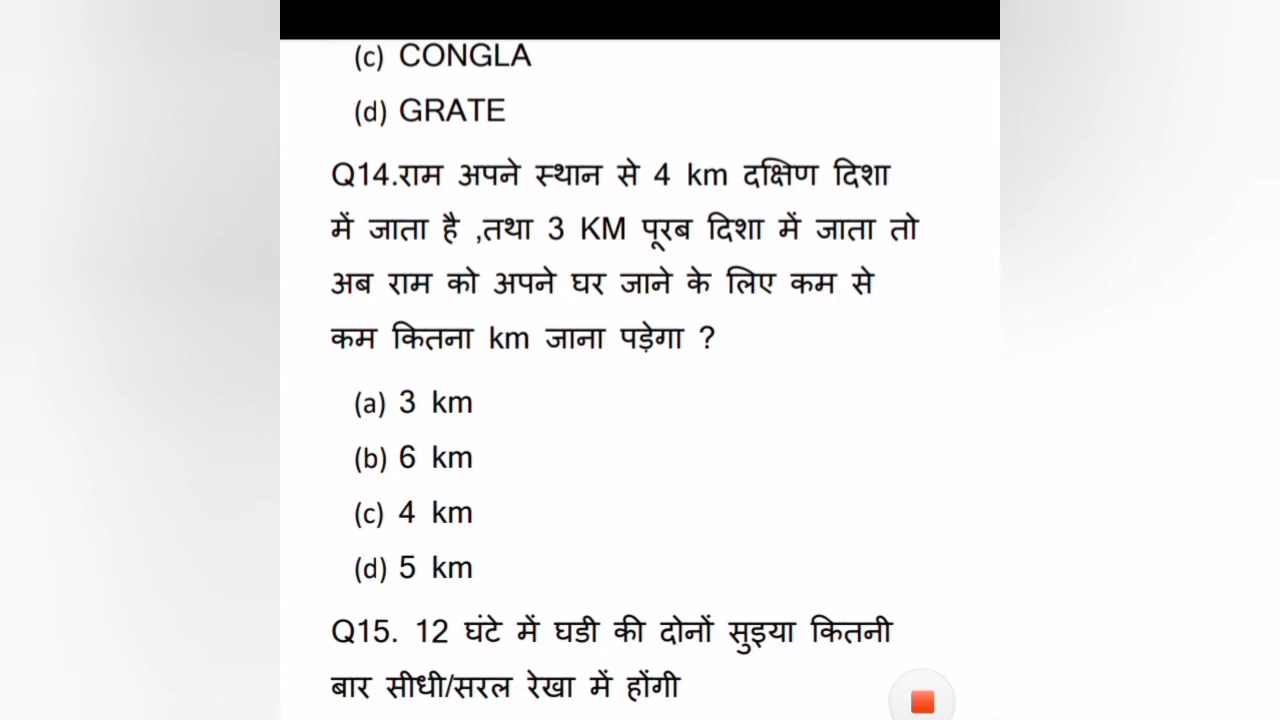 (c) CONGLA
(d) GRATE
Q14.राम अपने स्थान से 4 km दक्षिण दिशा
में जाता है ,तथा 3 KM पूरब दिशा में जाता तो
अब राम को अपने घर जाने के लिए कम से
कम कितना km जाना पड़ेगा ?
(a) 3 km
(b) 6 km
(c) 4 km
(d) 5 km
Q15. 12 घंटे में घडी की दोनों सुइया कितनी
बार सीधी/सरल रेखा में होंगी